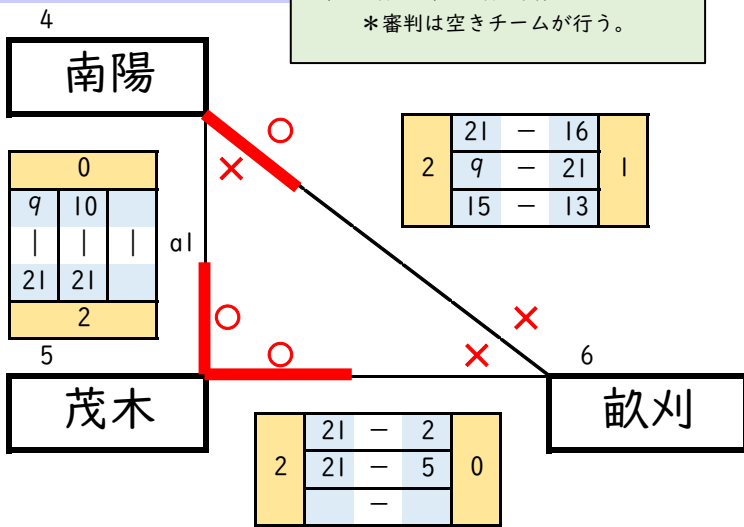 ＊審判は空きチームが行う。
4
南陽
○
×
21 － 16
2 9 － 21 1
15 － 13
0
9 10
| | |
21 21
2
a1
○
○
×
×
5
茂木
6
畝刈
21 － 2
2 21 － 5 0
－